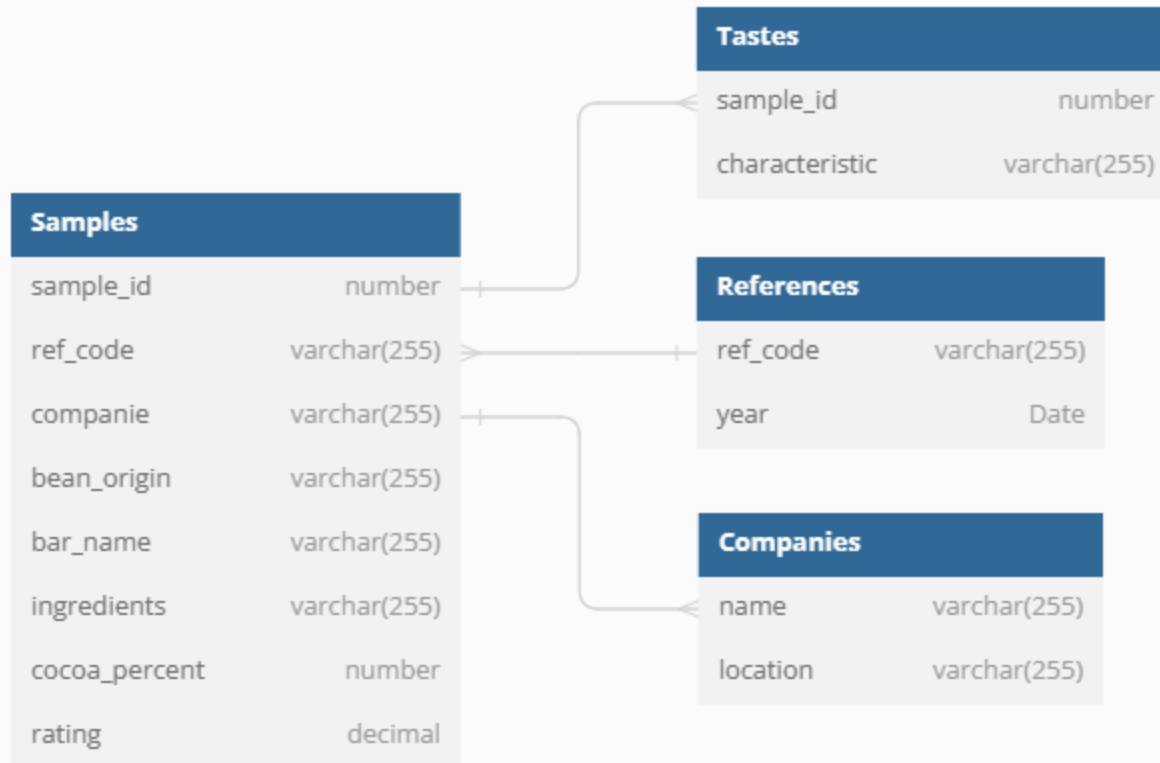 Samples
sample_id number
ref_code varchar(255)
companie varchar(255)
bean_origin varchar(255)
bar_name varchar(255)
ingredients varchar(255)
cocoa_percent number
rating decimal
Tastes
sample_id number
characteristic varchar(255)
References
ref_code varchar(255)
year Date
Companies
name varchar(255)
location varchar(255)